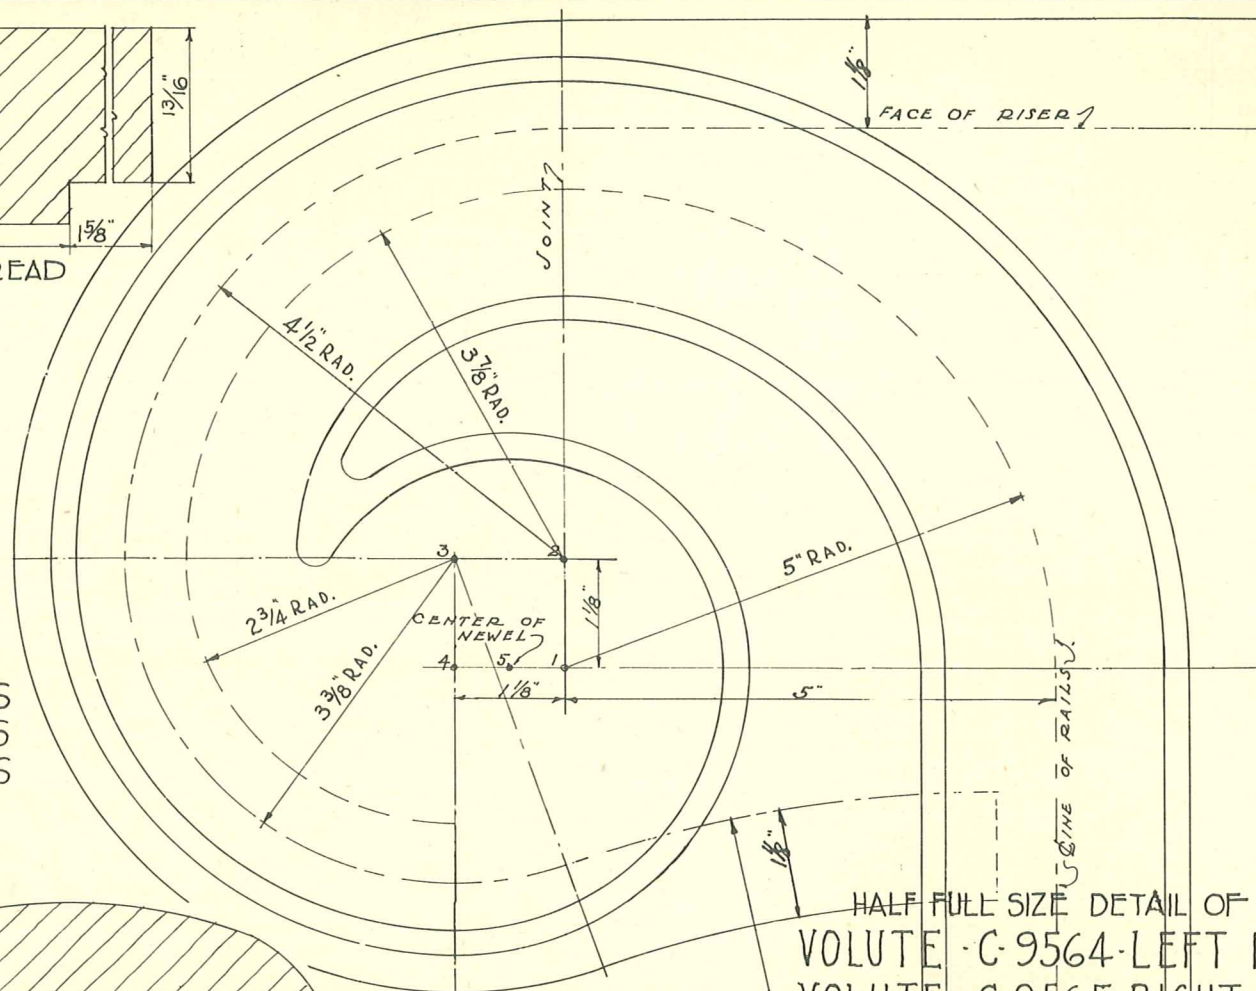 1 1/8"
FACE OF RISER
13/16"
1 5/8"
JOINT
4 1/2" RAD.
3 7/8" RAD.
5" RAD.
3
2
2 3/4" RAD.
3 3/8" RAD.
CENTER OF
NEWEL
1 1/8"
4
5
1
1 1/8"
5"
OF RAILS
1 1/8"
HALF FULL SIZE DETAIL OF
VOLUTE -C-9564-LEFT
VOLUTE